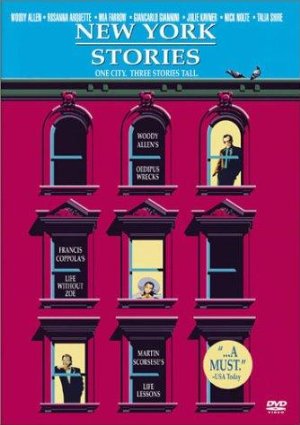 WOODY ALLEN • ROSANNA ARQUETTE • MIA FARROW • GIANCARLO GIANNINI • JULIE KAVNER • NICK NOLTE • TALIA SHIRE
NEW YORK
STORIES
ONE CITY. THREE STORIES TALL.
WOODY
ALLEN'S
OEDIPUS
WRECKS
FRANCIS
COPPOLA'S
LIFE
WITHOUT ZOE
MARTIN
SCORSESE'S
LIFE LESSONS
"...A
MUST."
-USA Today
DVD
VIDEO